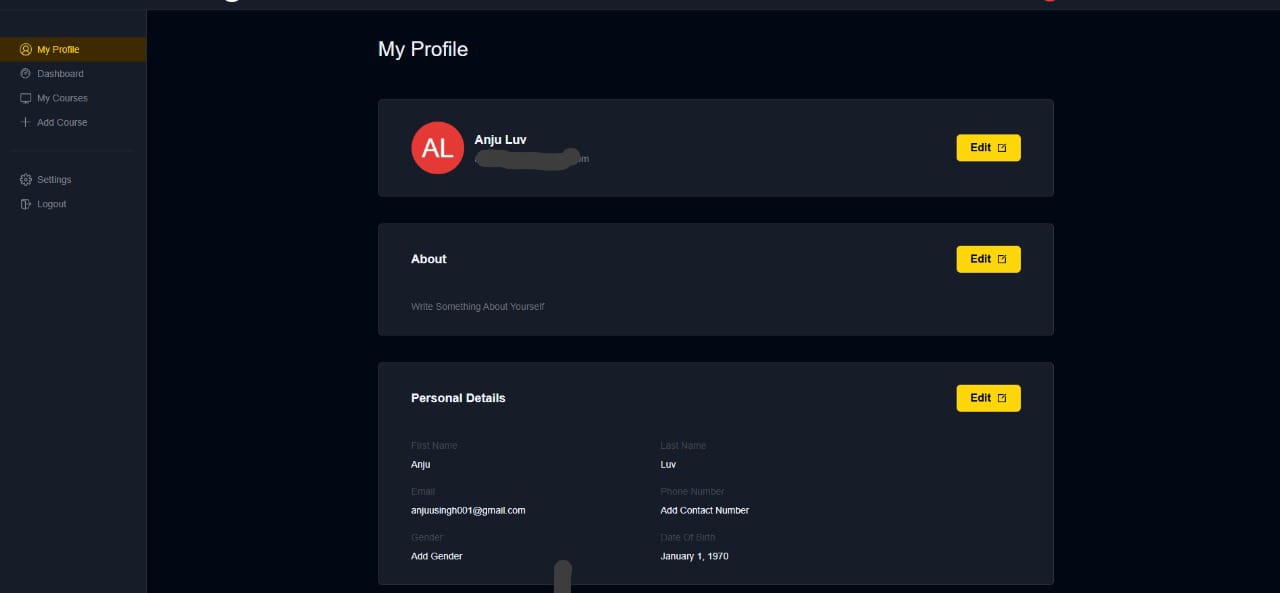 My Profile
Dashboard
My Courses
Add Course
Settings
Logout
My Profile
AL
Anju Luv
Edit
About
Edit
Write Something About Yourself
Personal Details
Edit
First Name
Last Name
Anju
Luv
Email
Phone Number
anjuusingh001@gmail.com
Add Contact Number
Gender
Date Of Birth
Add Gender
January 1, 1970